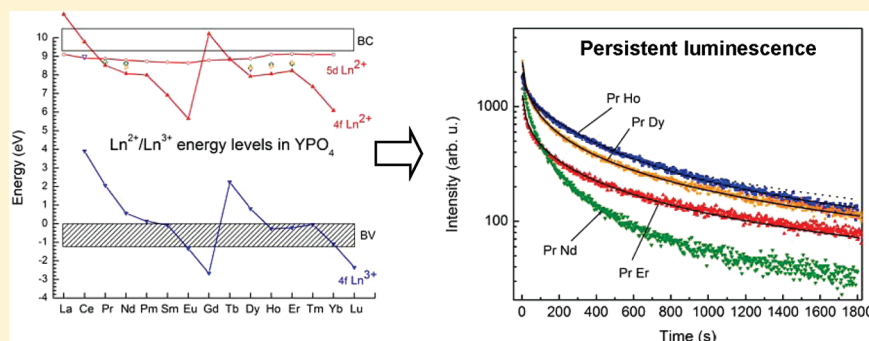 10
9
8
7
6
5
4
3
2
1
0
-1
-2
-3
-4
Energy (eV)
BC
5d Ln²⁺
4f Ln²⁺
Ln²⁺/Ln³⁺ energy levels in YPO₄
BV
4f Ln³⁺
La Ce Pr Nd Pm Sm Eu Gd Tb Dy Ho Er Tm Yb Lu
Persistent luminescence
1000
100
Intensity (arb. u.)
Pr Ho
Pr Dy
Pr Nd
Pr Er
0 200 400 600 800 1000 1200 1400 1600 1800
Time (s)